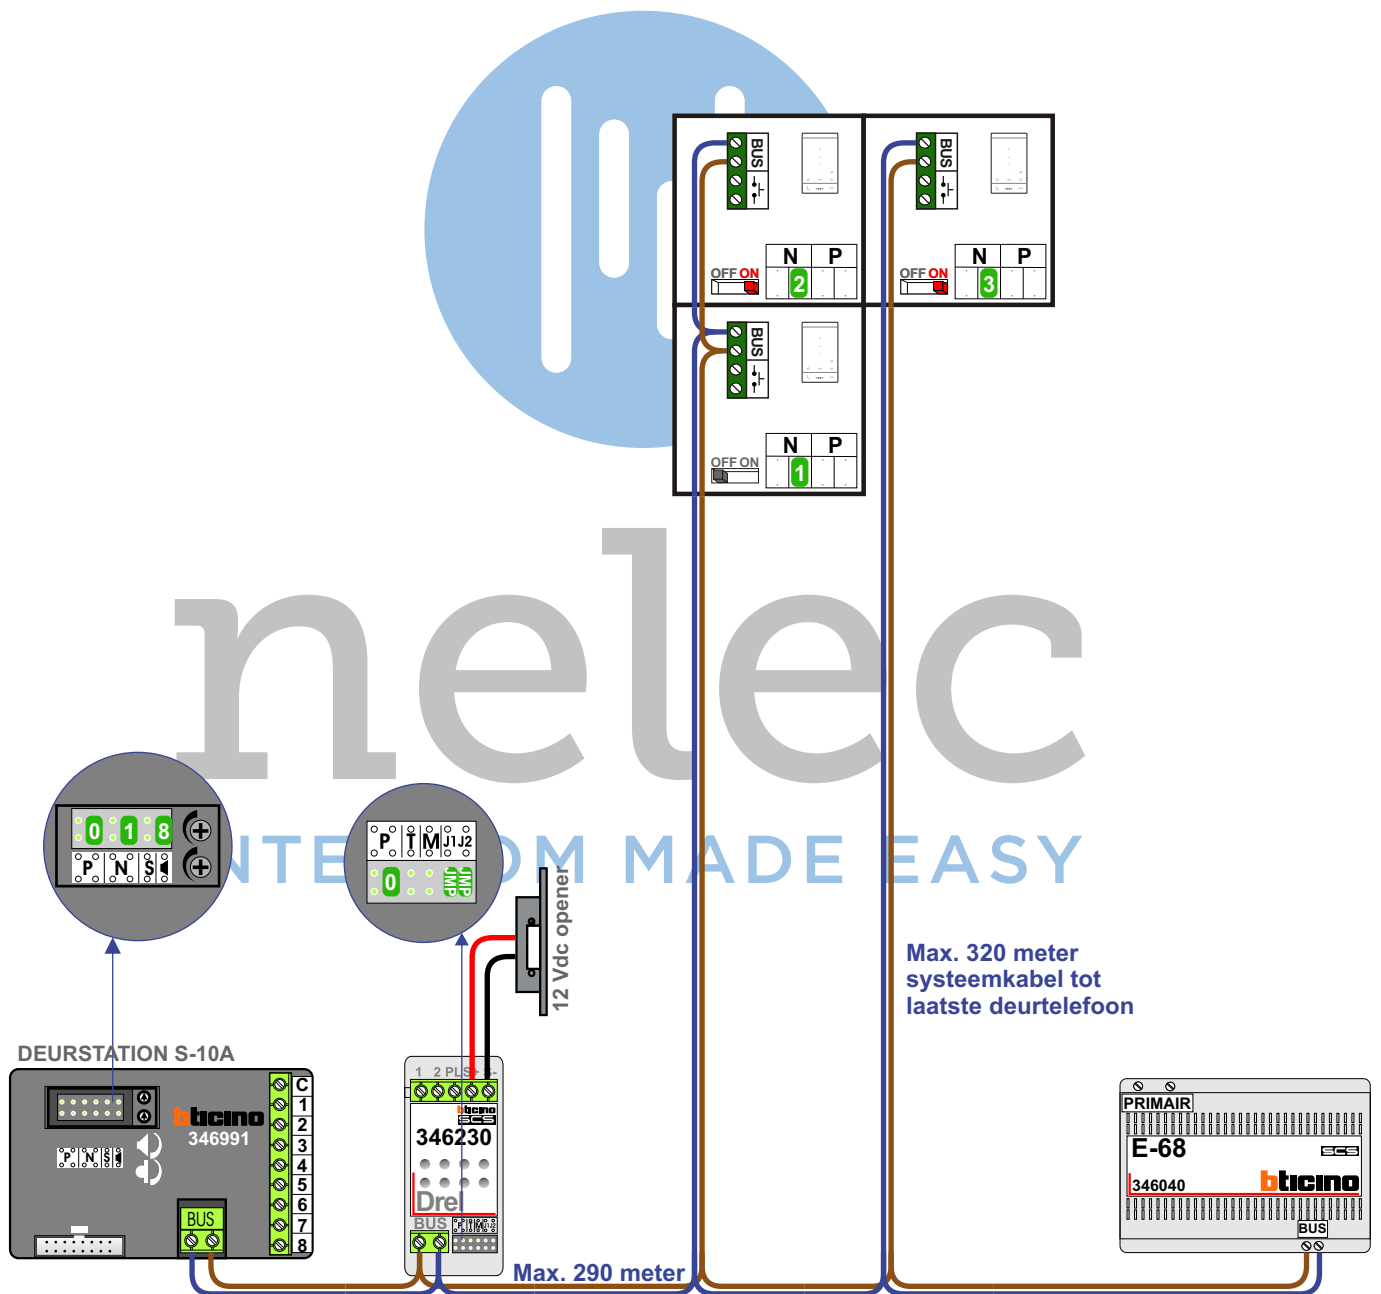 BUS
N P
OFF ON
2
BUS
N P
OFF ON
3
BUS
N P
OFF ON
1
nelec
INTERCOM MADE EASY
0 1 8
P N S
P T M J1 J2
0 JMP JMP
12 Vdc opener
Max. 320 meter
systeemkabel tot
laatste deurtelefoon
DEURSTATION S-10A
bticino
346991
P N S
C
1
2
3
4
5
6
7
8
BUS
1 2 PL S+ S-
bticino
SCS
346230
Drel
BUS
P T M J1 J2
Max. 290 meter
PRIMAIR
E-68
SCS
346040
bticino
BUS